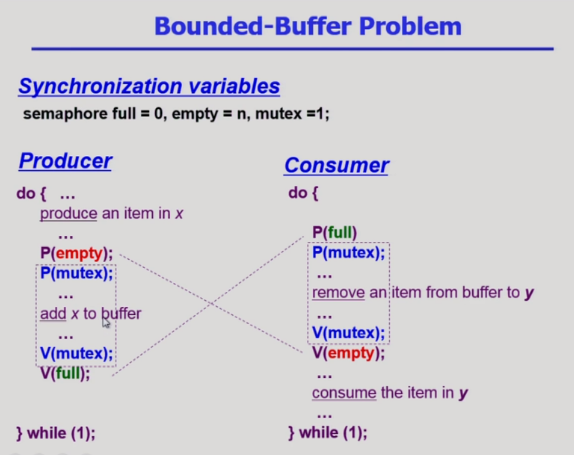 Bounded-Buffer Problem
Synchronization variables
semaphore full = 0, empty = n, mutex =1;
Producer
do { ...
produce an item in x
...
P(empty);
P(mutex);
...
add x to buffer
...
V(mutex);
V(full);
} while (1);
Consumer
do {
P(full)
P(mutex);
...
remove an item from buffer to y
...
V(mutex);
V(empty);
...
consume the item in y
...
} while (1);